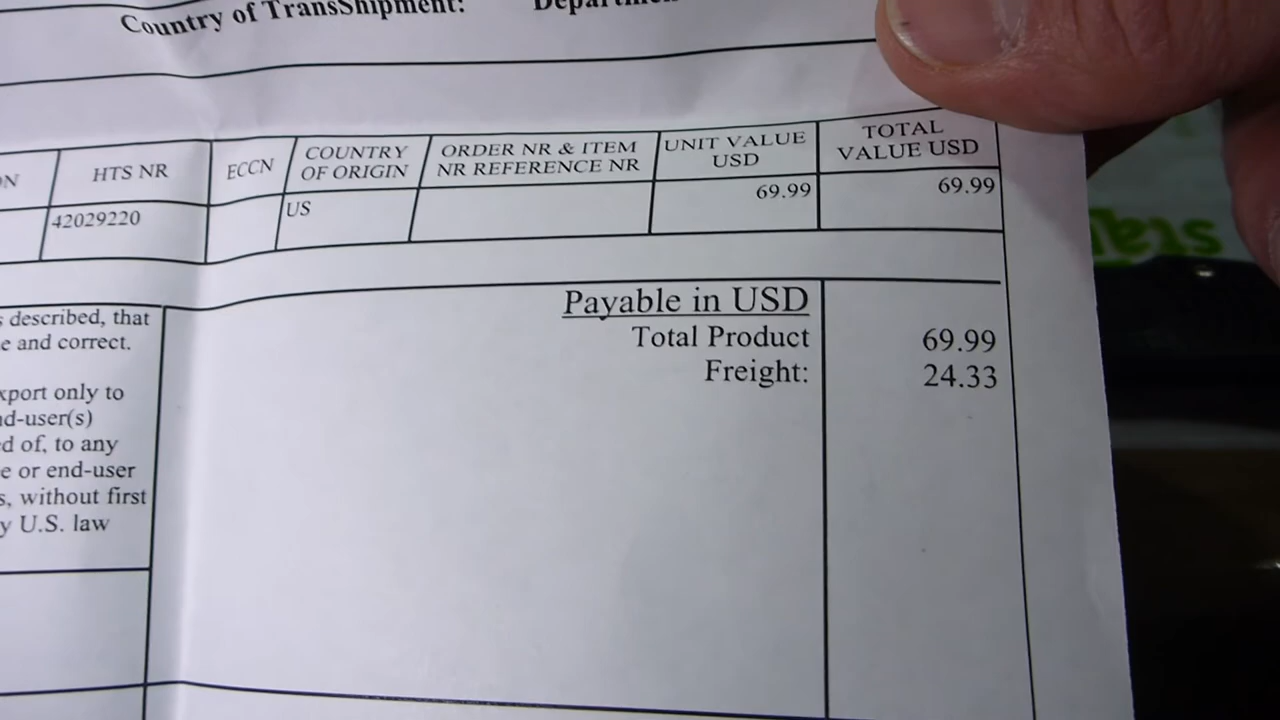 Country of TransShipment:
HTS NR
ECCN
COUNTRY
OF ORIGIN
ORDER NR & ITEM
NR REFERENCE NR
UNIT VALUE
USD
TOTAL
VALUE USD
42029220
US
69.99
69.99
s described, that
e and correct.
xport only to
nd-user(s)
ed of, to any
e or end-user
s, without first
y U.S. law
Payable in USD
Total Product
69.99
Freight:
24.33